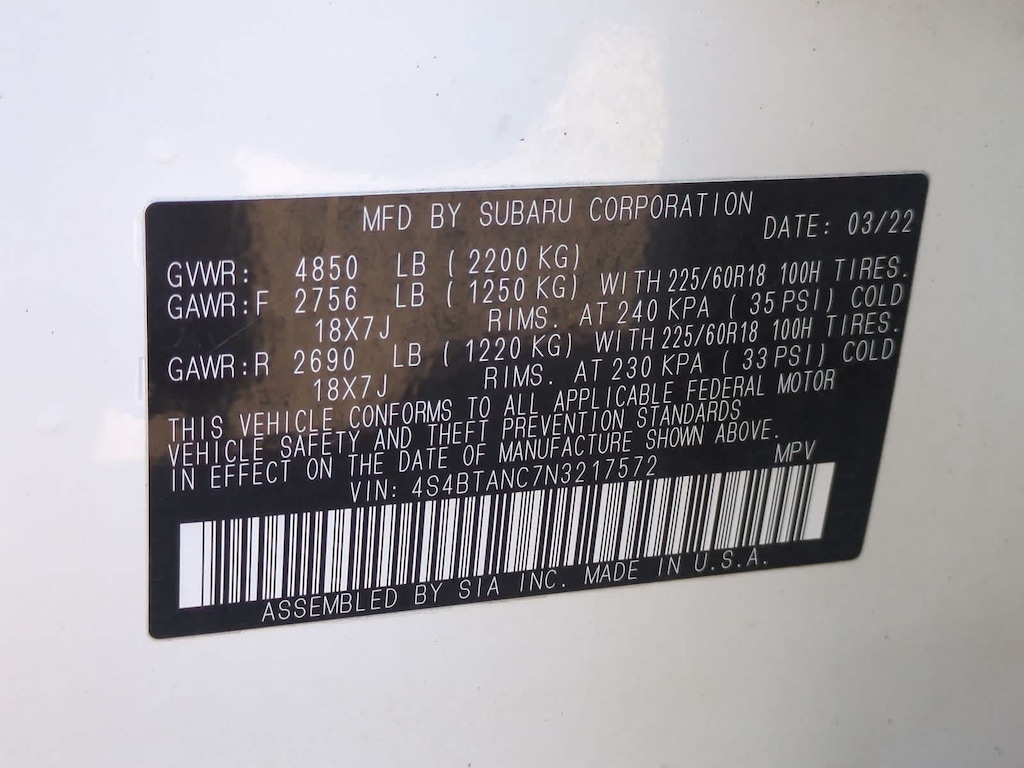 MFD BY SUBARU CORPORATION
DATE: 03/22
GVWR: 4850 LB ( 2200 KG)
GAWR:F 2756 LB ( 1250 KG) WITH 225/60R18 100H TIRES.
18X7J RIMS. AT 240 KPA ( 35 PSI) COLD
GAWR:R 2690 LB ( 1220 KG) WITH 225/60R18 100H TIRES.
18X7J RIMS. AT 230 KPA ( 33 PSI) COLD
THIS VEHICLE CONFORMS TO ALL APPLICABLE FEDERAL MOTOR
VEHICLE SAFETY AND THEFT PREVENTION STANDARDS
IN EFFECT ON THE DATE OF MANUFACTURE SHOWN ABOVE.
VIN: 4S4BTANC7N3217572 MPV
ASSEMBLED BY SIA INC. MADE IN U.S.A.